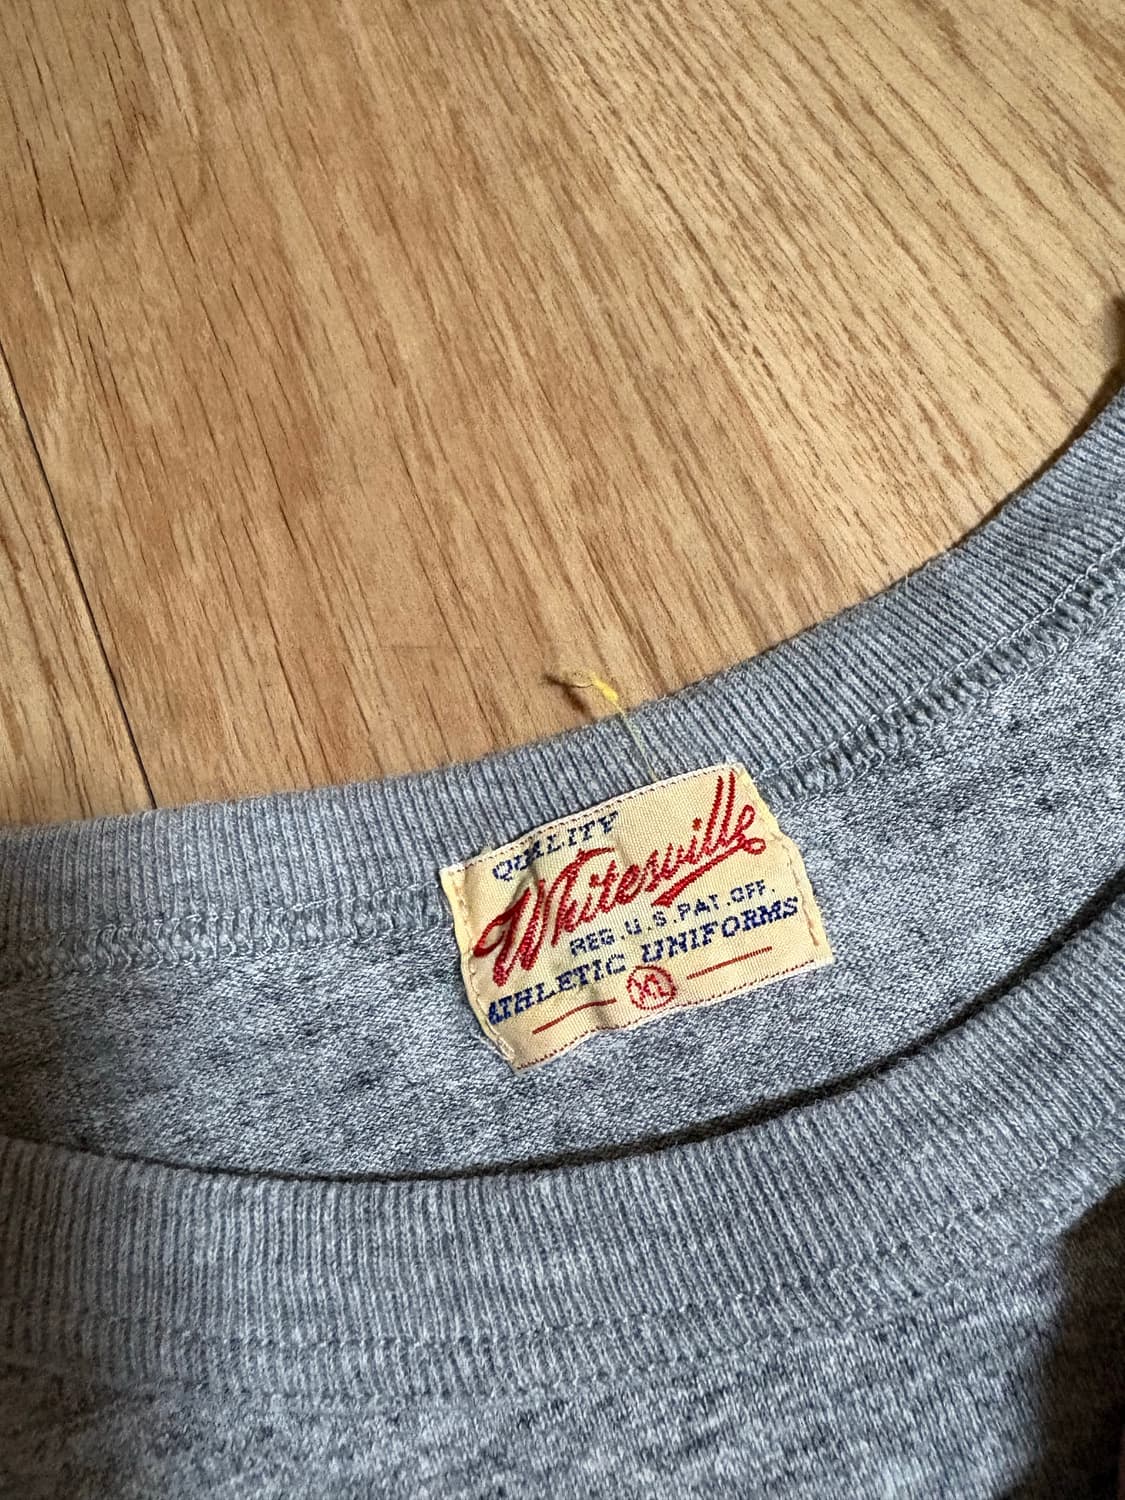 QUALITY
Whitesville
REG. U.S. PAT. OFF.
ATHLETIC UNIFORMS
XL